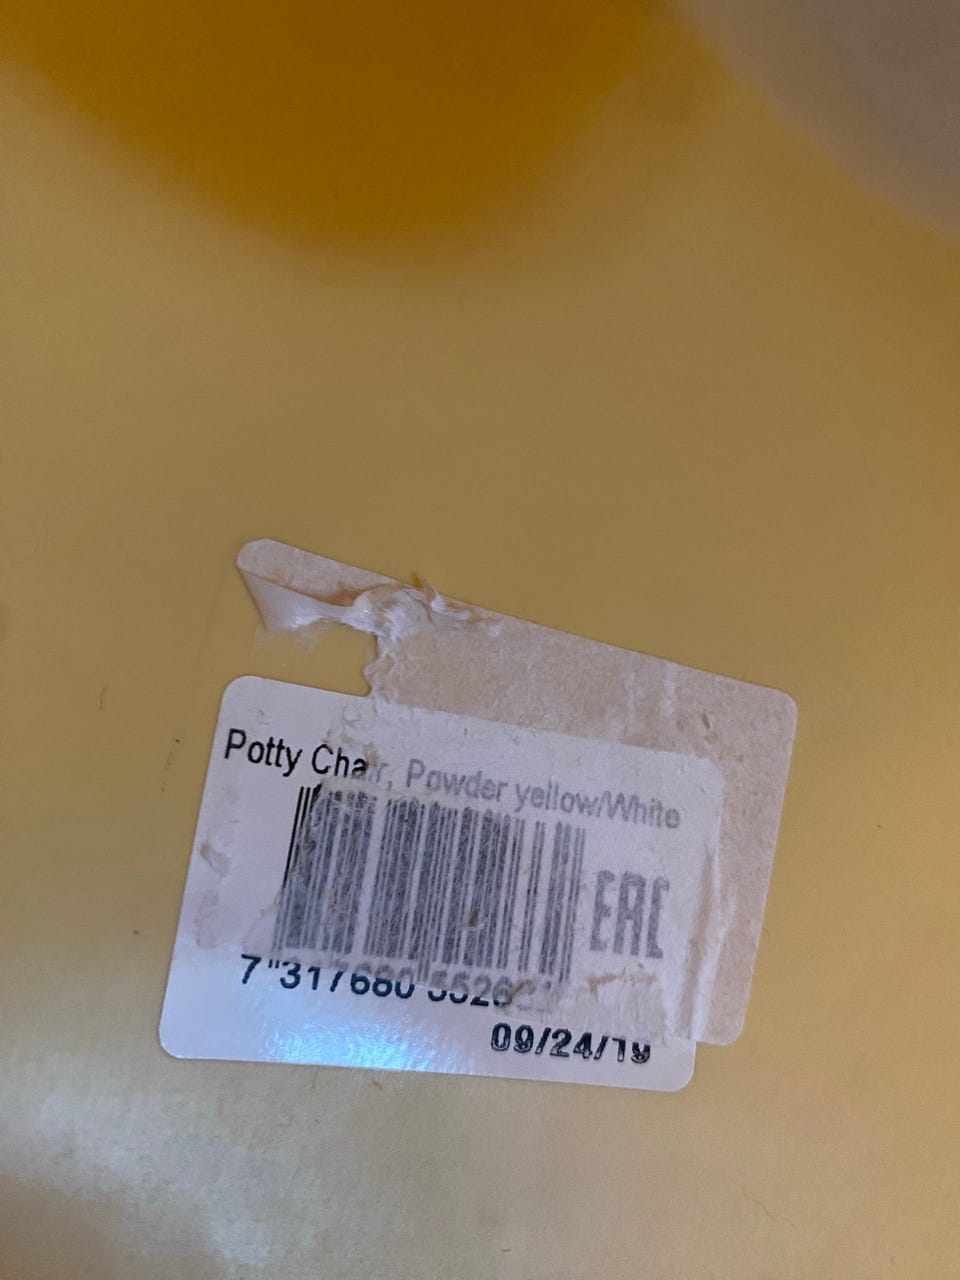 Potty Chair, Powder yellow/White
EAC
7"317680
09/24/19